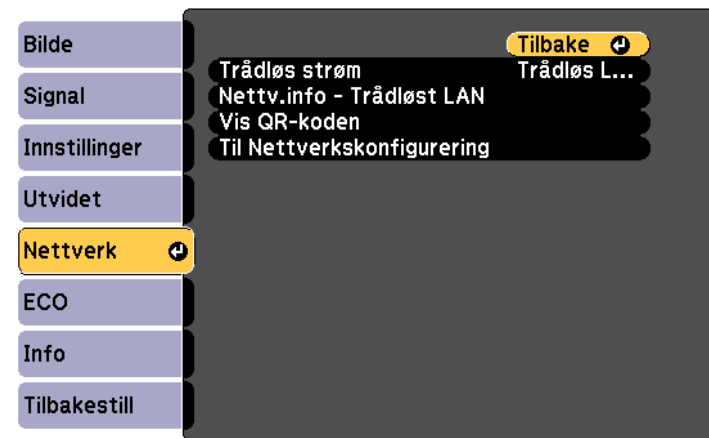 Bilde
Signal
Innstillinger
Utvidet
Nettverk
ECO
Info
Tilbakestill
Tilbake
Trådløs strøm Trådløs L...
Nettv.info - Trådløst LAN
Vis QR-koden
Til Nettverkskonfigurering